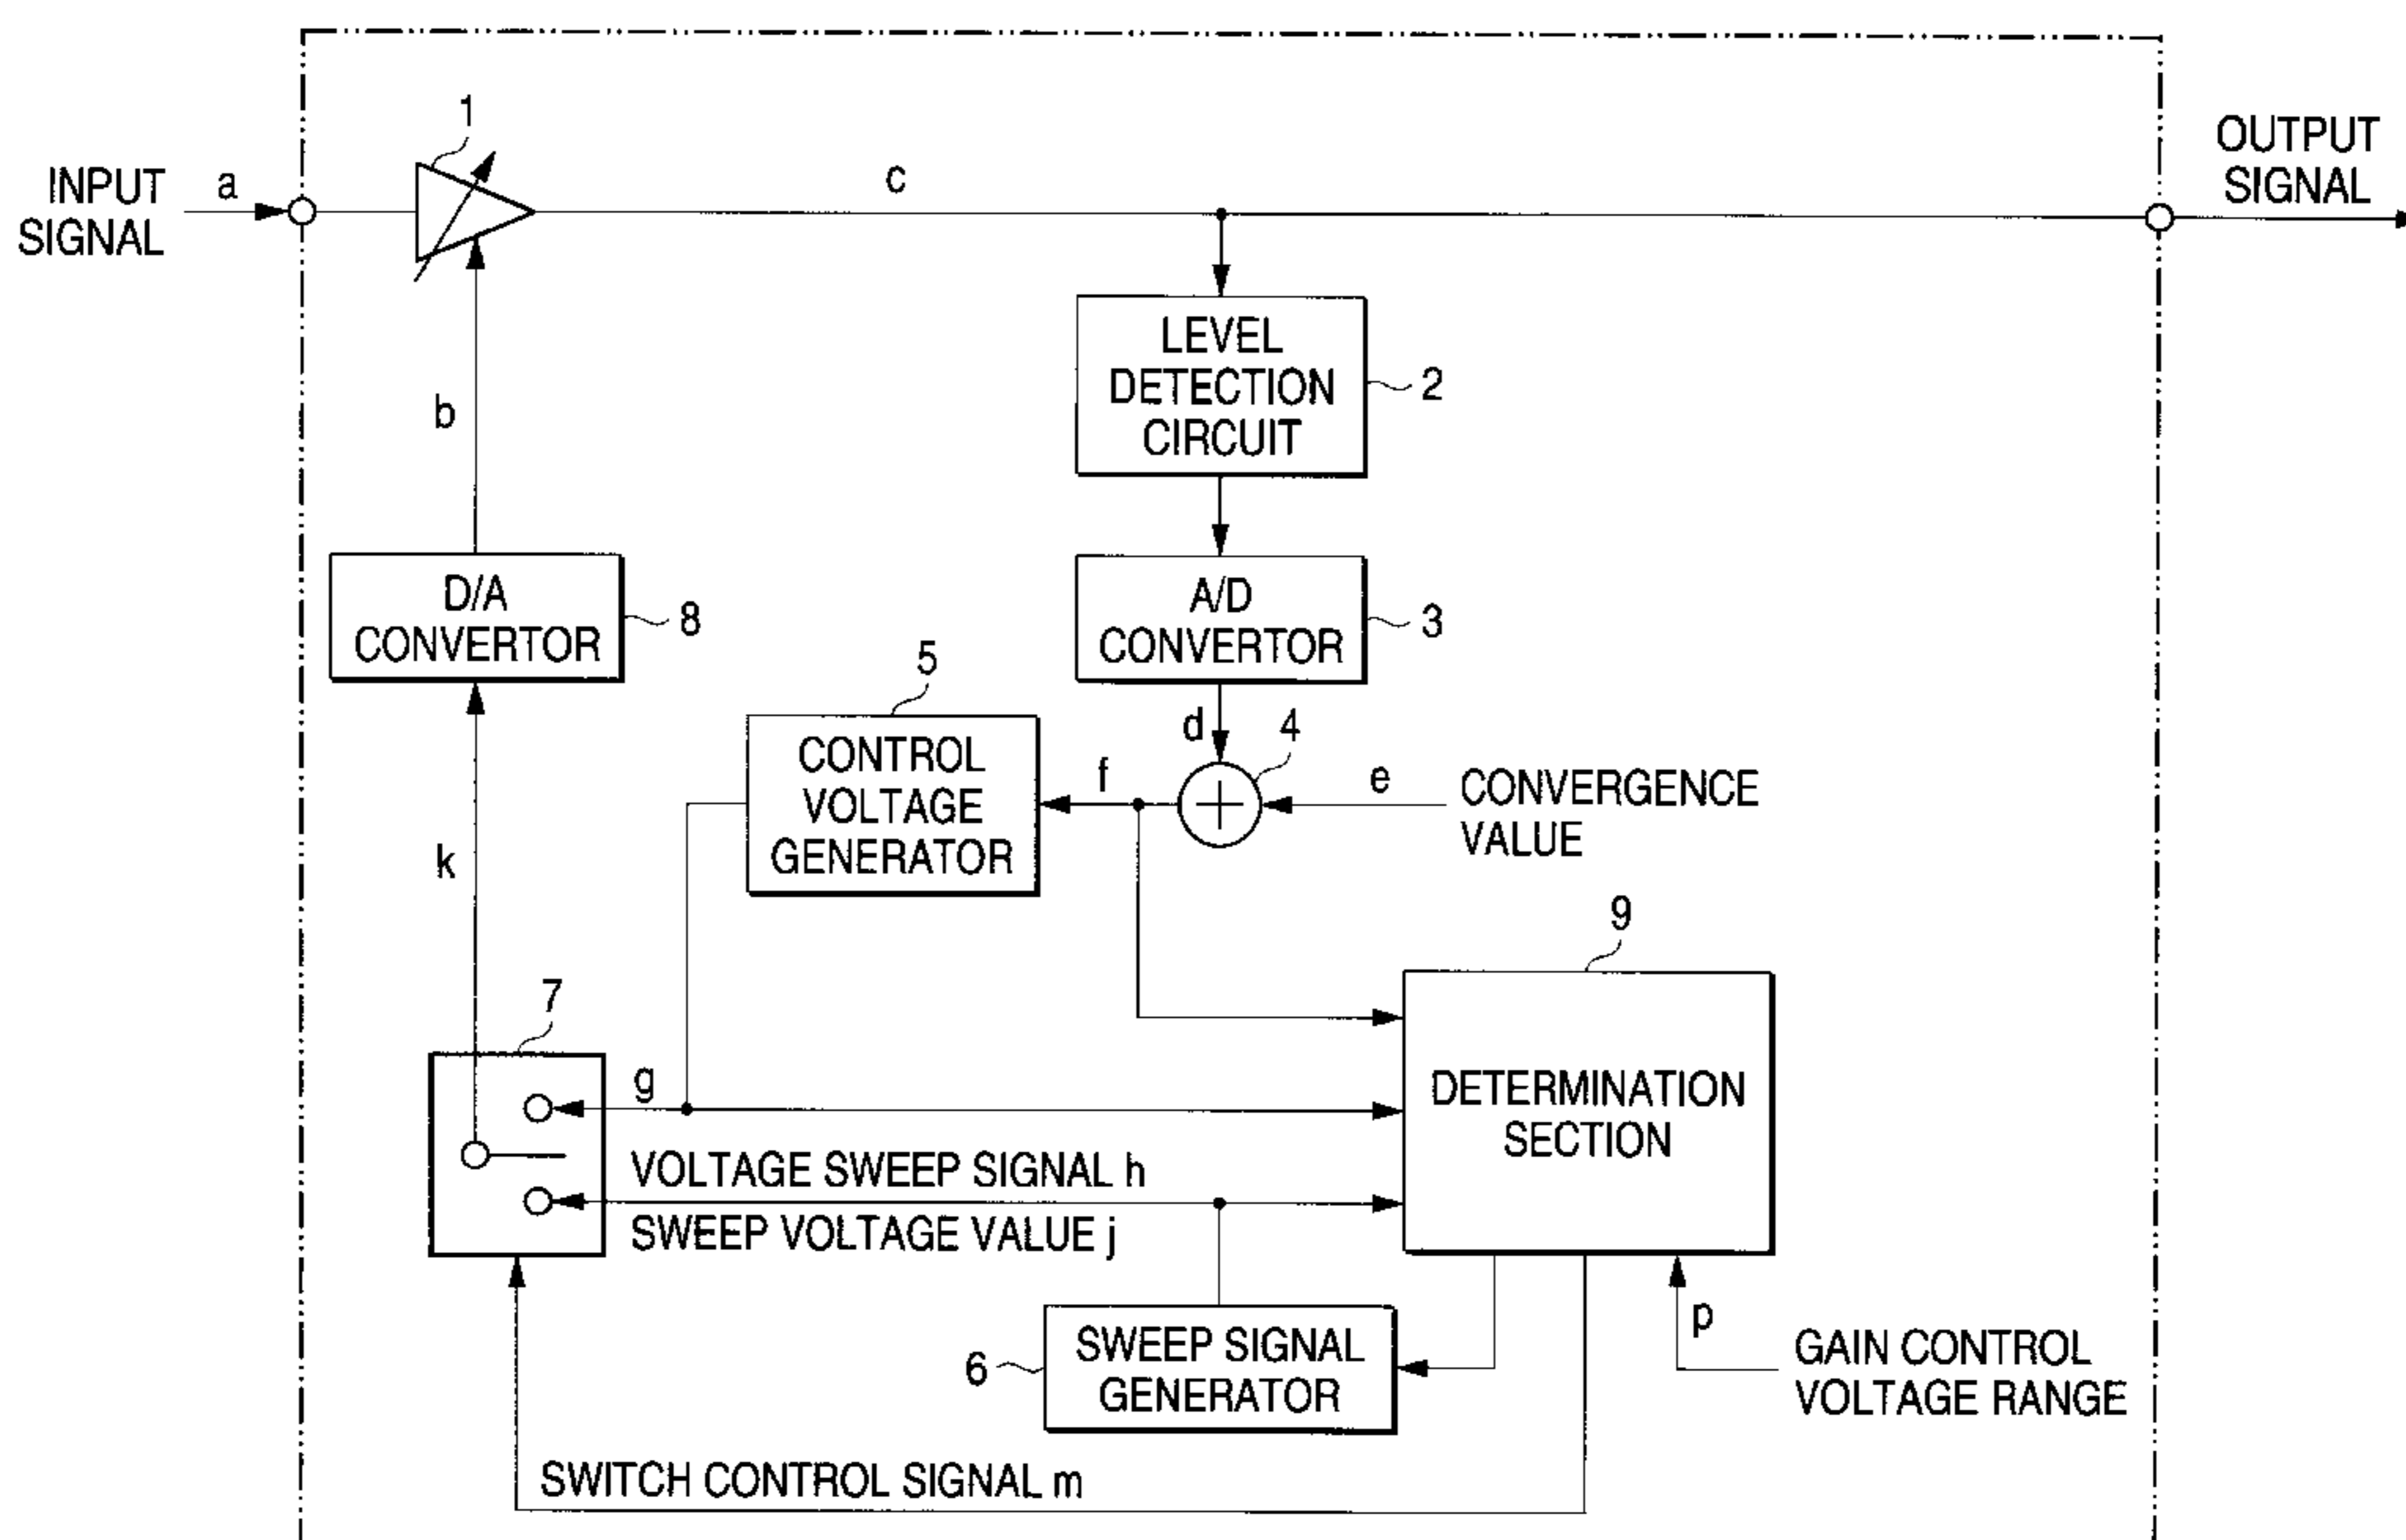 1
INPUT
SIGNAL
a
c
OUTPUT
SIGNAL
LEVEL
DETECTION
CIRCUIT
2
b
D/A
CONVERTOR
8
A/D
CONVERTOR
3
5
d
4
CONTROL
VOLTAGE
GENERATOR
f
e
CONVERGENCE
VALUE
k
9
7
g
DETERMINATION
SECTION
VOLTAGE SWEEP SIGNAL h
SWEEP VOLTAGE VALUE j
p
6
SWEEP SIGNAL
GENERATOR
GAIN CONTROL
VOLTAGE RANGE
SWITCH CONTROL SIGNAL m